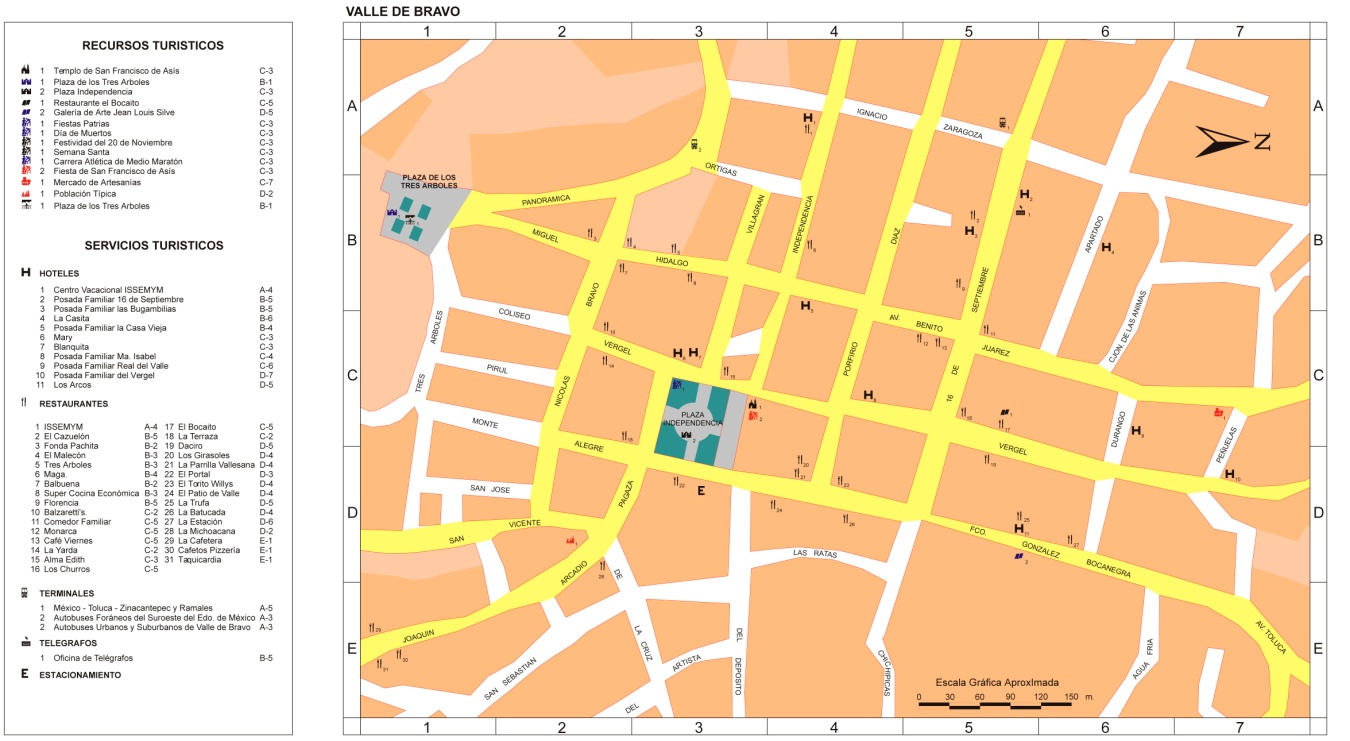 VALLE DE BRAVO
RECURSOS TURISTICOS
1 Templo de San Francisco de Asís C-3
1 Plaza de los Tres Arboles B-1
2 Plaza Independencia C-3
1 Restaurante el Bocaito C-5
2 Galería de Arte Jean Louis Silve D-5
1 Fiestas Patrias C-3
1 Día de Muertos C-3
1 Festividad del 20 de Noviembre C-3
1 Semana Santa C-3
1 Carrera Atlética de Medio Maratón C-3
2 Fiesta de San Francisco de Asís C-3
1 Mercado de Artesanías C-7
1 Población Típica D-2
1 Plaza de los Tres Arboles B-1
SERVICIOS TURISTICOS
H HOTELES
1 Centro Vacacional ISSEMYM A-4
2 Posada Familiar 16 de Septiembre B-5
3 Posada Familiar las Bugambilias B-5
4 La Casita B-6
5 Posada Familiar la Casa Vieja B-4
6 Mary C-3
7 Blanquita C-3
8 Posada Familiar Ma. Isabel C-4
9 Posada Familiar Real del Valle C-6
10 Posada Familiar del Vergel D-7
11 Los Arcos D-5
RESTAURANTES
1 ISSEMYM A-4 17 El Bocaito C-5
2 El Cazuelón B-5 18 La Terraza C-2
3 Fonda Pachita B-2 19 Daciro D-5
4 El Malecón B-3 20 Los Girasoles D-4
5 Tres Arboles B-3 21 La Parrilla Vallesana D-4
6 Maga. B-4 22 El Portal D-3
7 Balbuena B-2 23 El Torito Willys D-4
8 Super Cocina Económica B-3 24 El Patio de Valle D-4
9 Florencia B-5 25 La Trufa D-5
10 Balzaretti's. C-2 26 La Batucada D-4
11 Comedor Familiar C-5 27 La Estación D-6
12 Monarca C-5 28 La Michoacana D-2
13 Café Viernes C-5 29 La Cafetera E-1
14 La Yarda C-2 30 Cafetos Pizzería E-1
15 Alma Edith C-3 31 Taquicardia E-1
16 Los Churros C-5
TERMINALES
1 México - Toluca - Zinacantepec y Ramales A-5
2 Autobuses Foráneos del Suroeste del Edo. de México A-3
2 Autobuses Urbanos y Suburbanos de Valle de Bravo A-3
TELEGRAFOS
1 Oficina de Telégrafos B-5
E ESTACIONAMIENTO
1 2 3 4 5 6 7
A A
B B
C C
D D
E E
1 2 3 4 5 6 7
N
IGNACIO
ZARAGOZA
ORTIGAS
PLAZA DE LOS
TRES ARBOLES
PANORAMICA
MIGUEL
HIDALGO
VILLAGRAN
INDEPENDENCIA
DIAZ
PORFIRIO
SEPTIEMBRE
DE
16
APARTADO
CJON. DE LAS ANIMAS
BRAVO
NICOLAS
COLISEO
ARBOLES
TRES
VERGEL
AV. BENITO
JUAREZ
PIRUL
MONTE
ALEGRE
PLAZA
INDEPENDENCIA
E
DURANGO
PEÑUELAS
VERGEL
SAN JOSE
PAGAZA
SAN
VICENTE
ARCADIO
JOAQUIN
LAS RATAS
FCO.
GONZALEZ
BOCANEGRA
AV. TOLUCA
DE
LA
CRUZ
ARTISTA
DEL
DEL
DEPOSITO
SAN SEBASTIAN
CHICHIPICAS
AGUA FRIA
Escala Gráfica AproxImada
0 30 60 90 120 150 m.